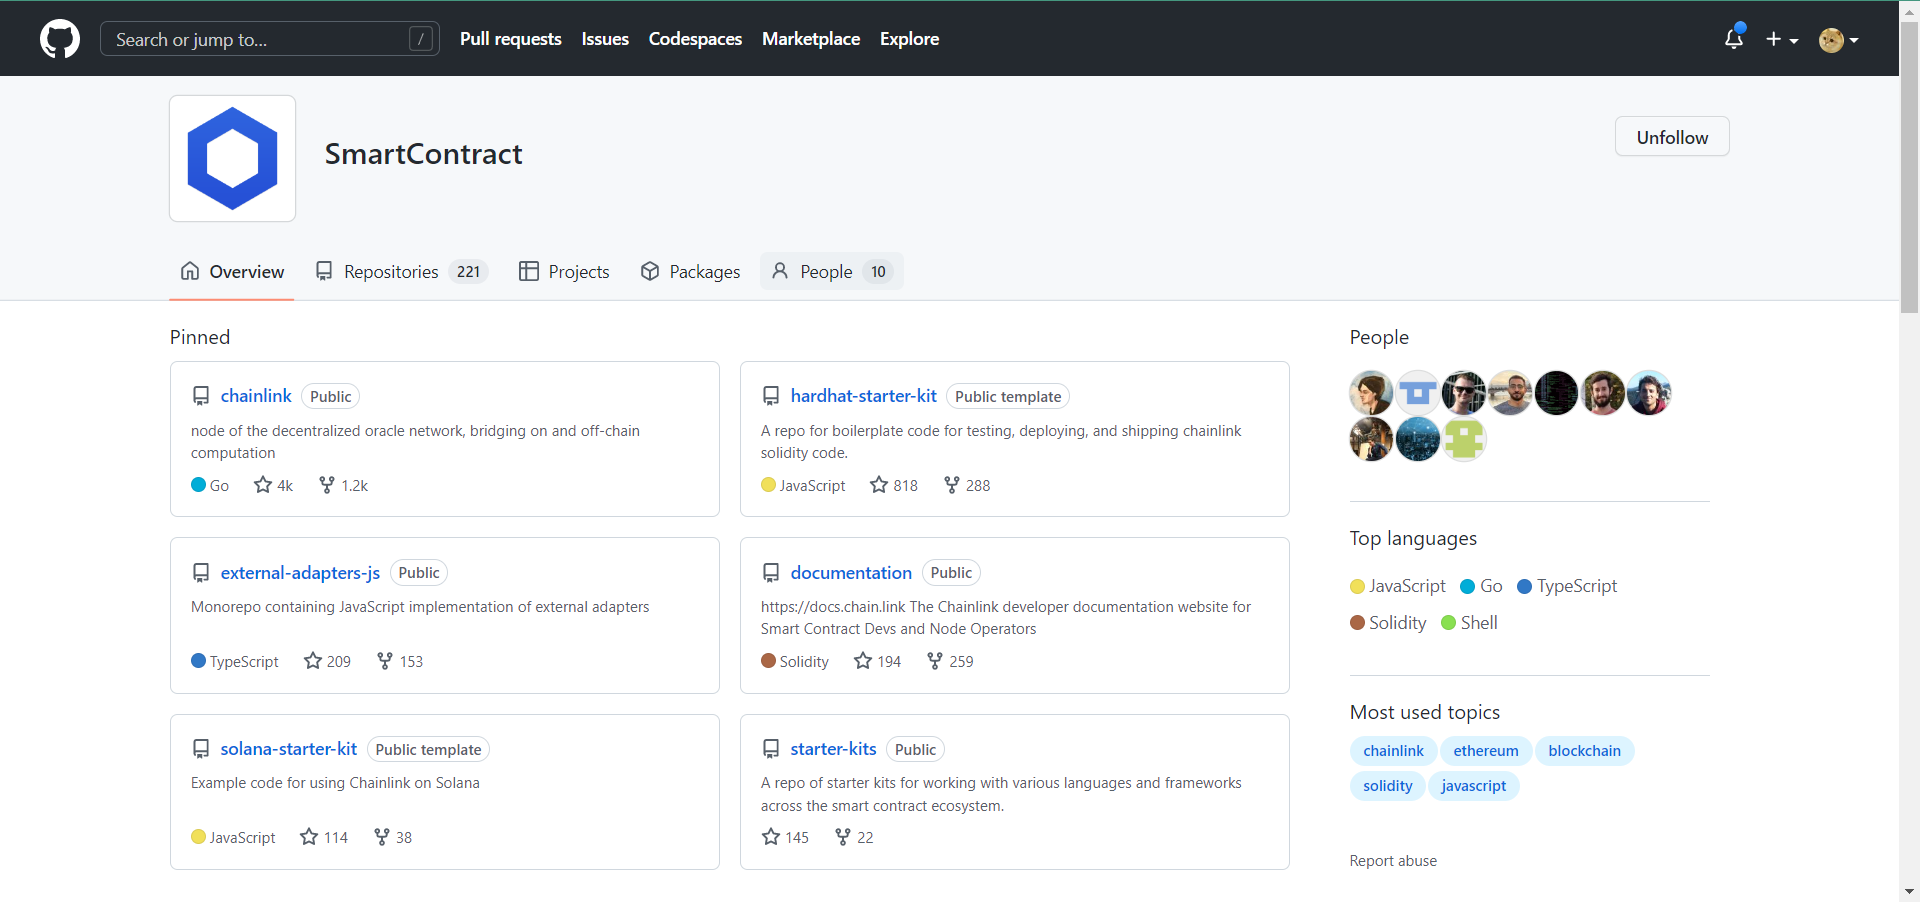 Search or jump to... /
Pull requests
Issues
Codespaces
Marketplace
Explore
SmartContract
Unfollow
Overview
Repositories 221
Projects
Packages
People 10
Pinned
chainlink Public
node of the decentralized oracle network, bridging on and off-chain
computation
Go 4k 1.2k
hardhat-starter-kit Public template
A repo for boilerplate code for testing, deploying, and shipping chainlink
solidity code.
JavaScript 818 288
external-adapters-js Public
Monorepo containing JavaScript implementation of external adapters
TypeScript 209 153
documentation Public
https://docs.chain.link The Chainlink developer documentation website for
Smart Contract Devs and Node Operators
Solidity 194 259
solana-starter-kit Public template
Example code for using Chainlink on Solana
JavaScript 114 38
starter-kits Public
A repo of starter kits for working with various languages and frameworks
across the smart contract ecosystem.
145 22
People
Top languages
JavaScript Go TypeScript
Solidity Shell
Most used topics
chainlink ethereum blockchain
solidity javascript
Report abuse